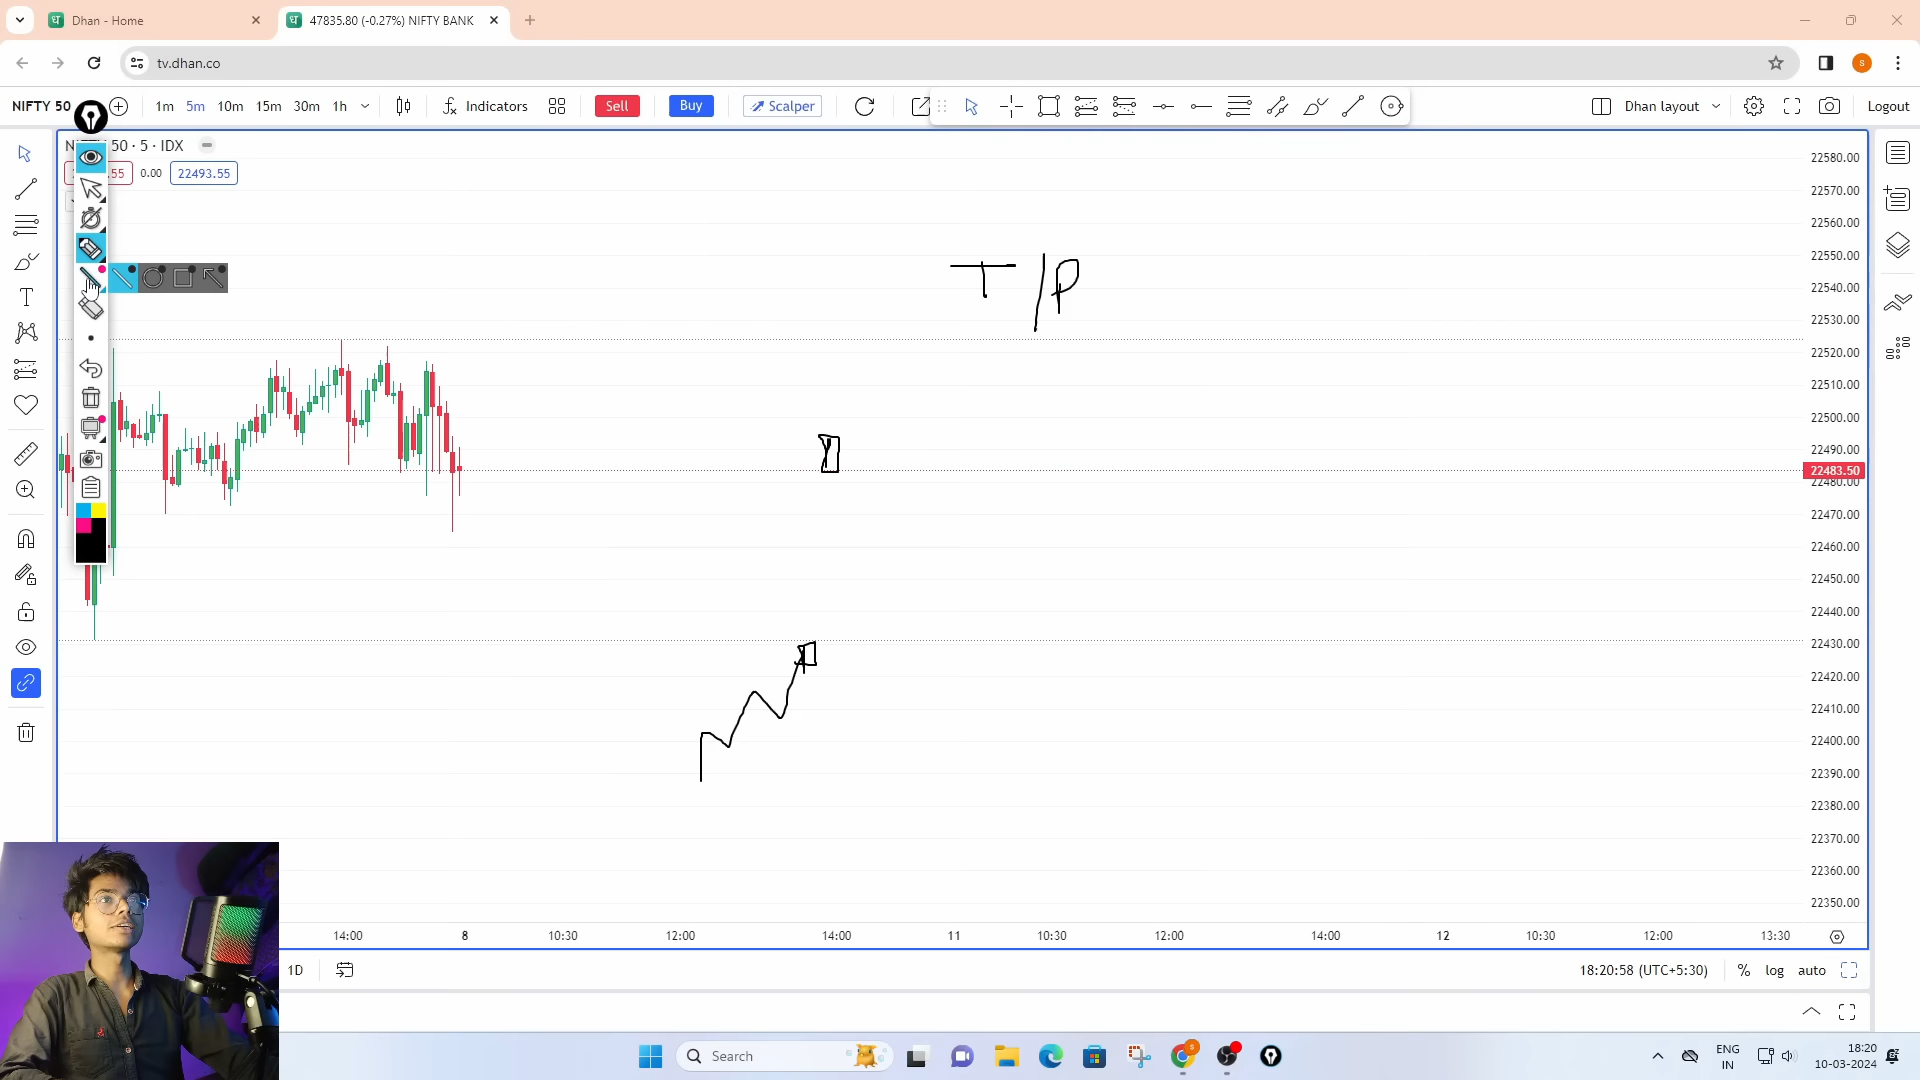 Dhan - Home
47835.80 (-0.27%) NIFTY BANK
tv.dhan.co
S
NIFTY 50
1m 5m 10m 15m 30m 1h
Indicators
Sell
Buy
Scalper
Dhan layout
Logout
50 · 5 · IDX
.55
0.00
22493.55
T/P
22580.00
22570.00
22560.00
22550.00
22540.00
22530.00
22520.00
22510.00
22500.00
22490.00
22483.50
22480.00
22470.00
22460.00
22450.00
22440.00
22430.00
22420.00
22410.00
22400.00
22390.00
22380.00
22370.00
22360.00
22350.00
14:00 8 10:30 12:00 14:00 11 10:30 12:00 14:00 12 10:30 12:00 13:30
1D
18:20:58 (UTC+5:30)
% log auto
Search
ENG
IN
18:20
10-03-2024